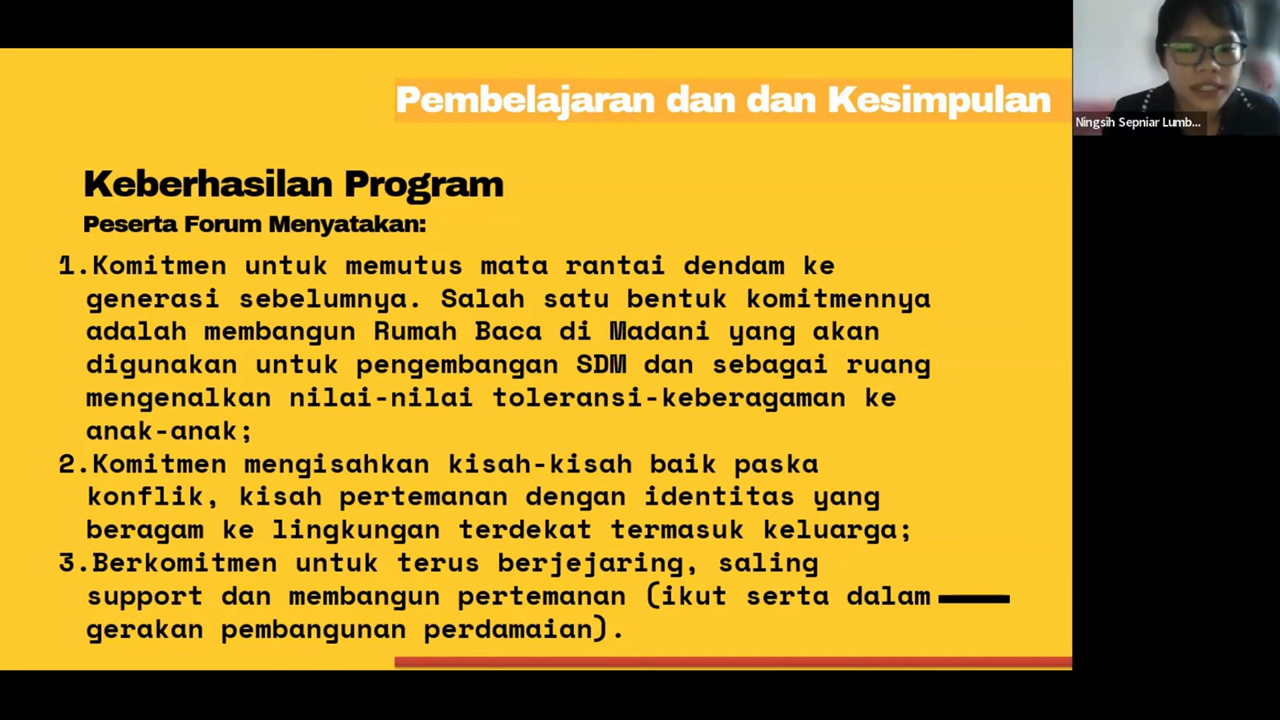 Pembelajaran dan dan Kesimpulan
Ningsih Sepniar Lumb...
Keberhasilan Program
Peserta Forum Menyatakan:
1.Komitmen untuk memutus mata rantai dendam ke
generasi sebelumnya. Salah satu bentuk komitmennya
adalah membangun Rumah Baca di Madani yang akan
digunakan untuk pengembangan SDM dan sebagai ruang
mengenalkan nilai-nilai toleransi-keberagaman ke
anak-anak;
2.Komitmen mengisahkan kisah-kisah baik paska
konflik, kisah pertemanan dengan identitas yang
beragam ke lingkungan terdekat termasuk keluarga;
3.Berkomitmen untuk terus berjejaring, saling
support dan membangun pertemanan (ikut serta dalam
gerakan pembangunan perdamaian).